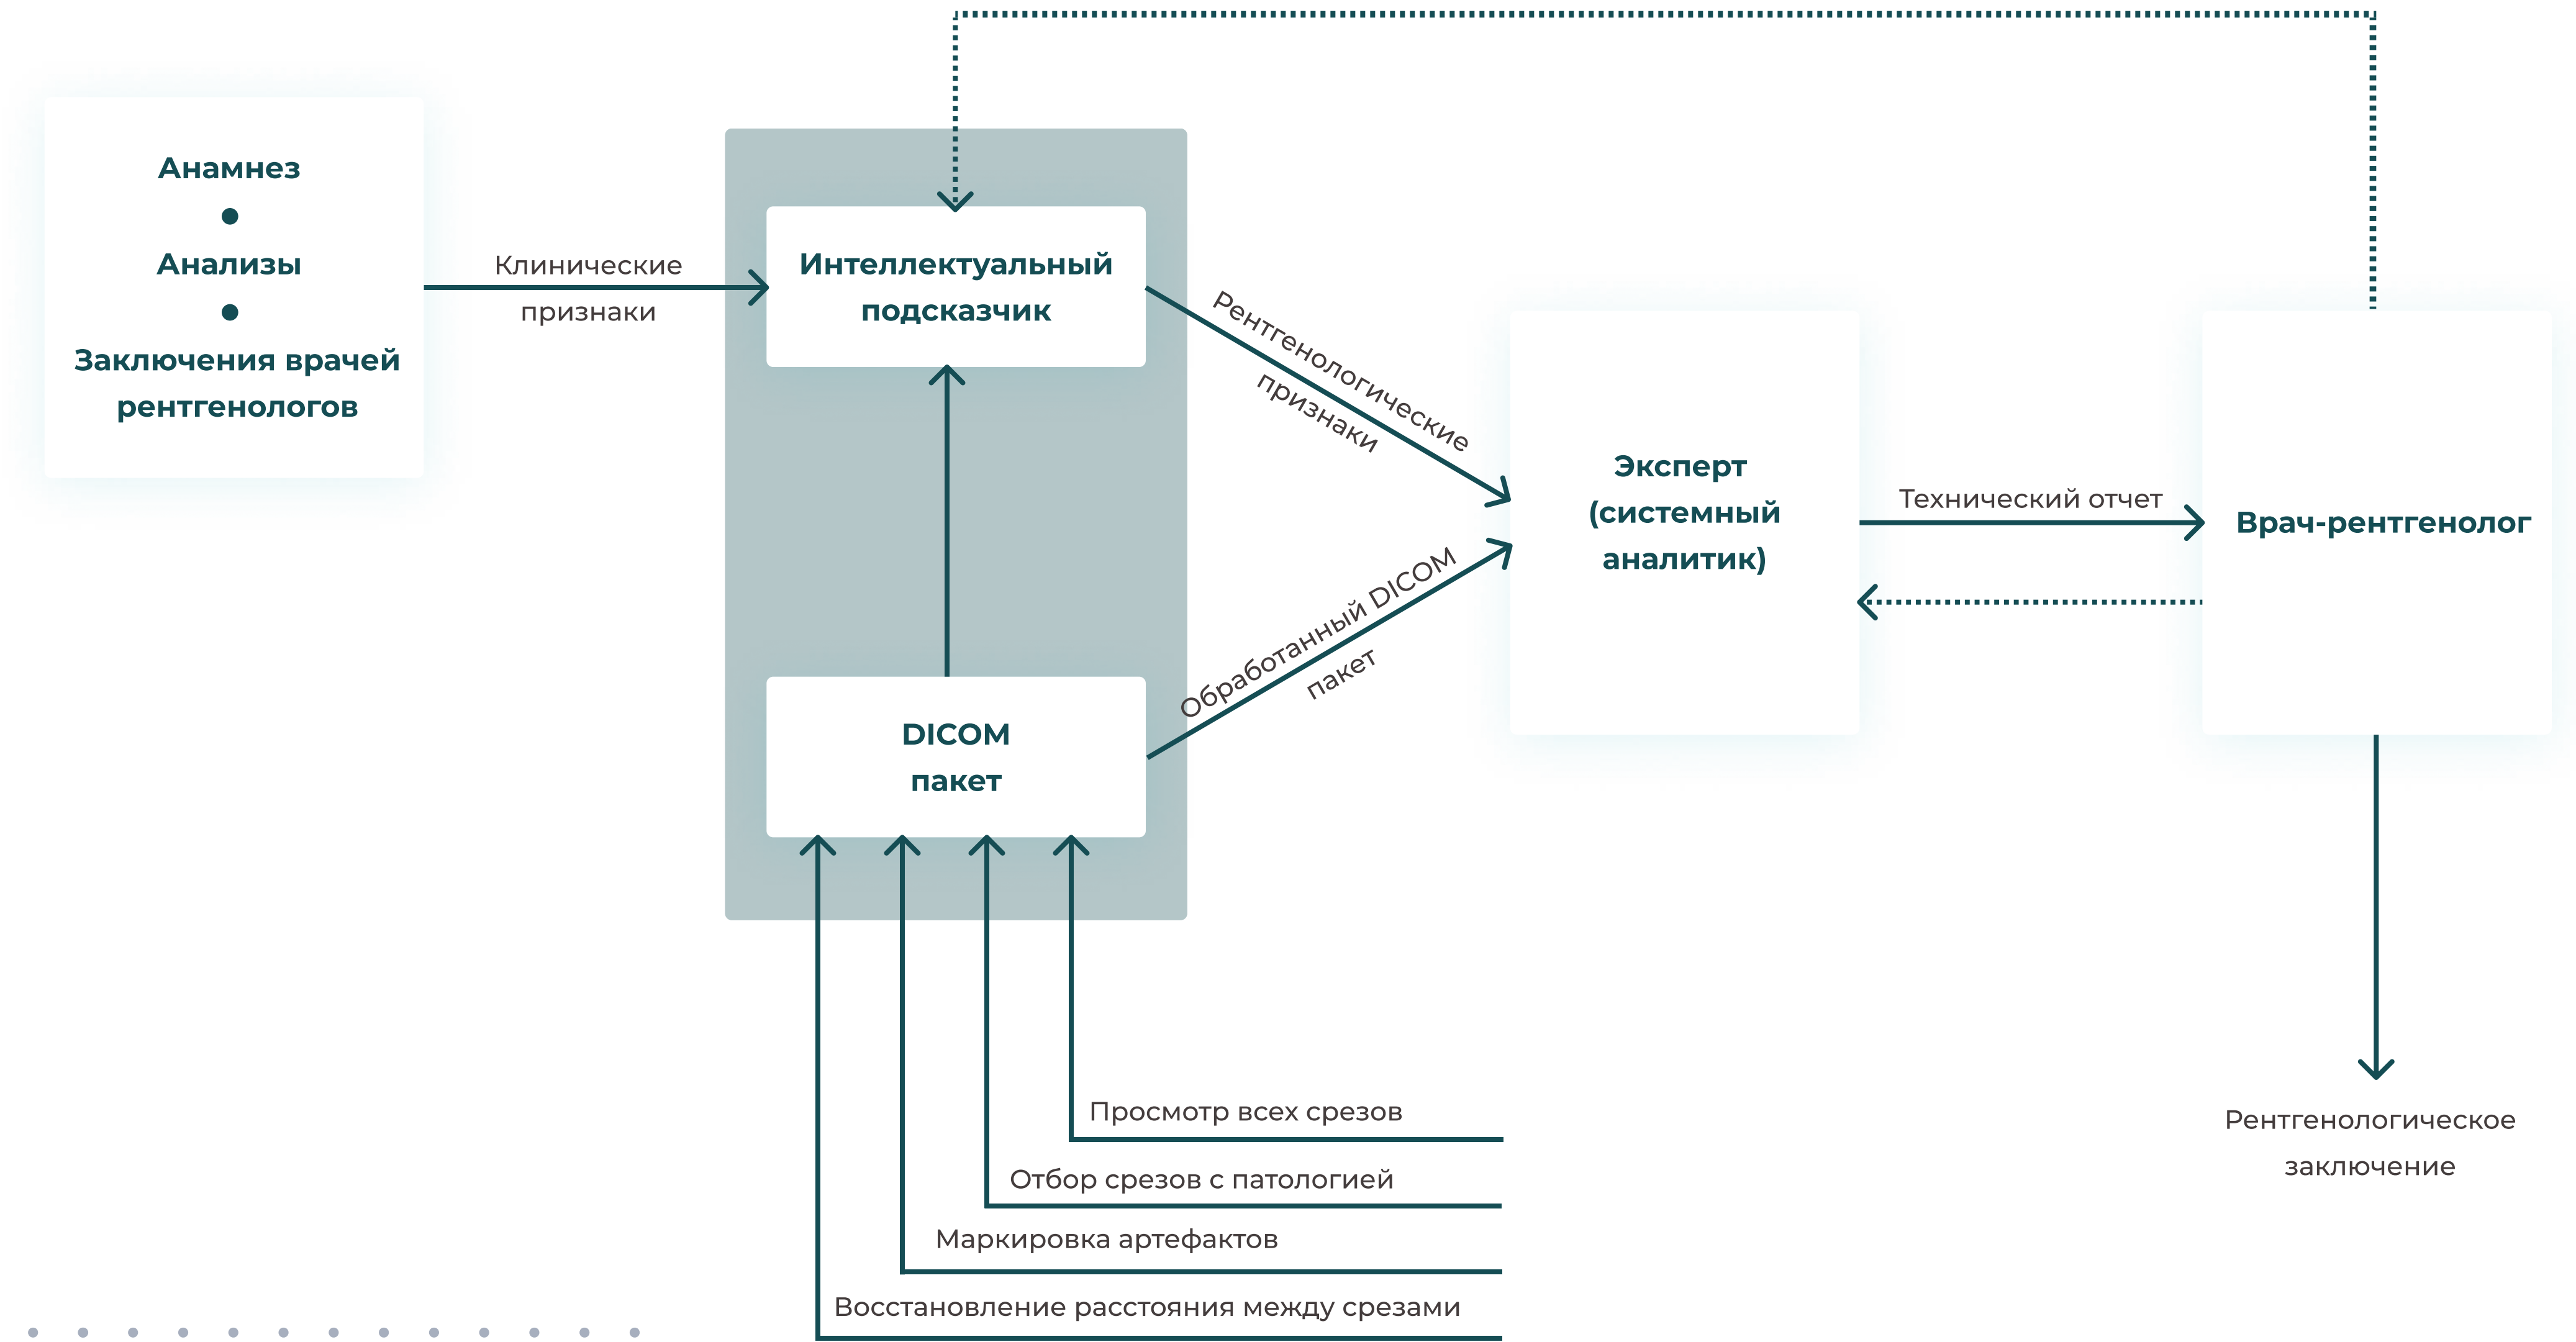 Анамнез
Анализы
Заключения врачей
рентгенологов
Клинические
признаки
Интеллектуальный
подсказчик
DICOM
пакет
Рентгенологические
признаки
Обработанный DICOM
пакет
Эксперт
(системный
аналитик)
Технический отчет
Врач-рентгенолог
Рентгенологическое
заключение
Просмотр всех срезов
Отбор срезов с патологией
Маркировка артефактов
Восстановление расстояния между срезами